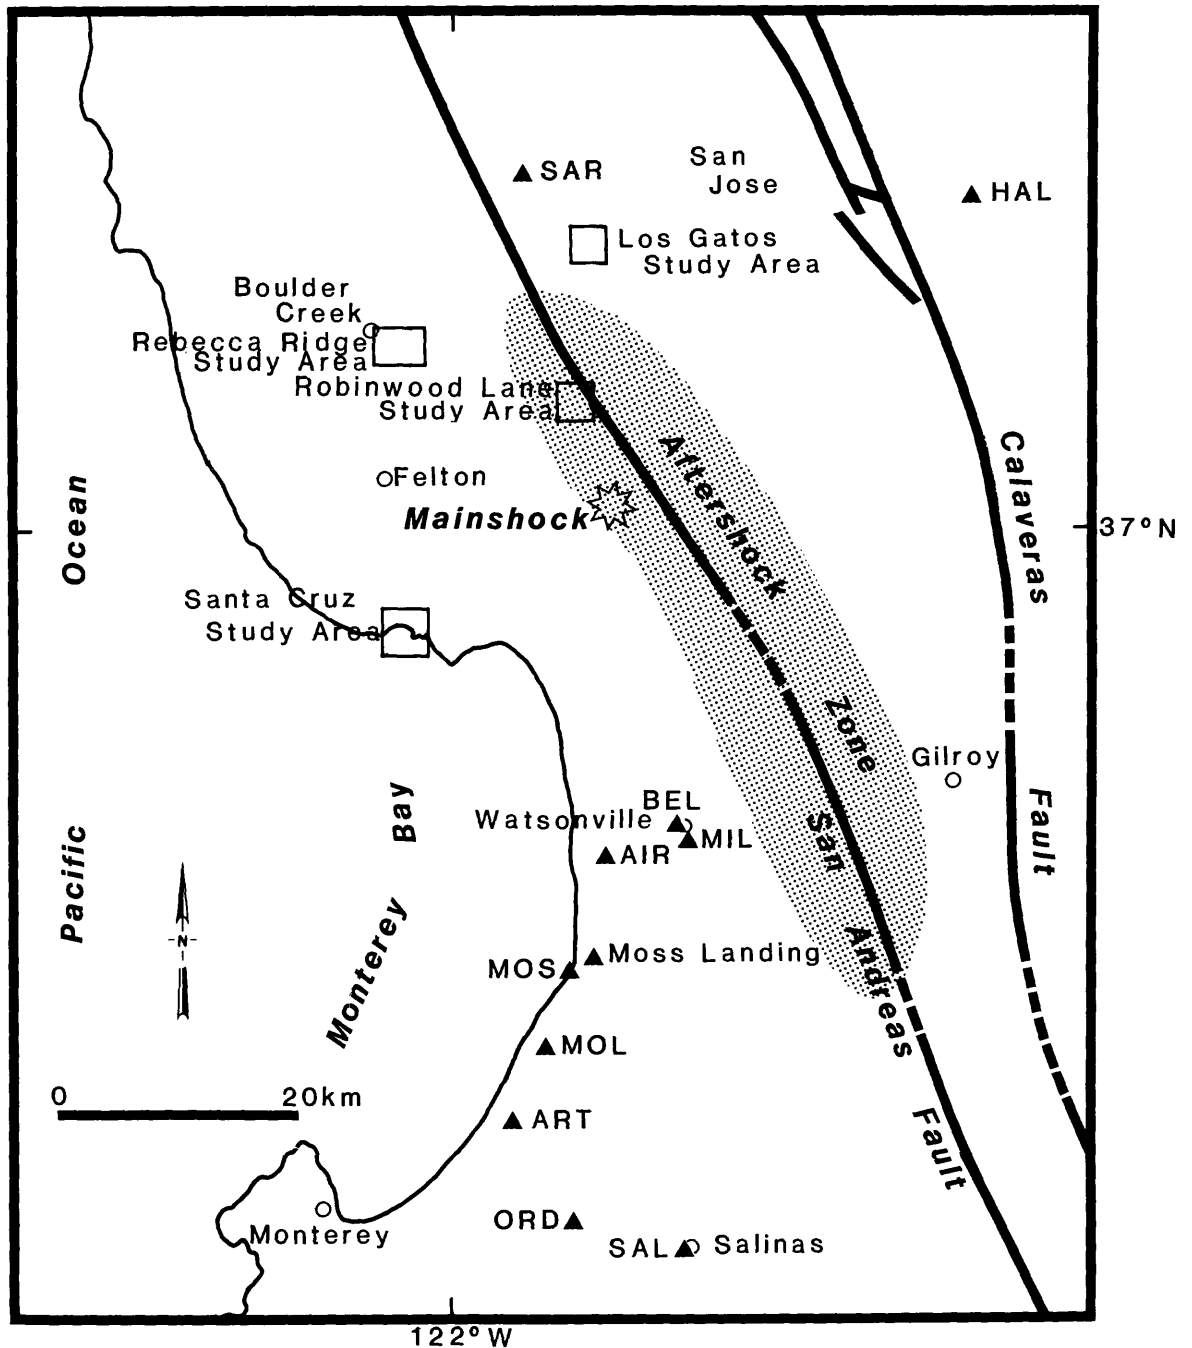 San
Jose
SAR
HAL
Los Gatos
Study Area
Boulder
Creek
Rebecca Ridge
Study Area
Robinwood Lane
Study Area
Aftershock
Zone
Calaveras
Fault
Felton
Mainshock
37°N
Pacific
Ocean
Santa Cruz
Study Area
Gilroy
BEL
Watsonville
MIL
AIR
San
Andreas
Fault
Monterey
Bay
N
Moss Landing
MOS
MOL
0
20km
ART
ORD
Monterey
SAL
Salinas
122°W